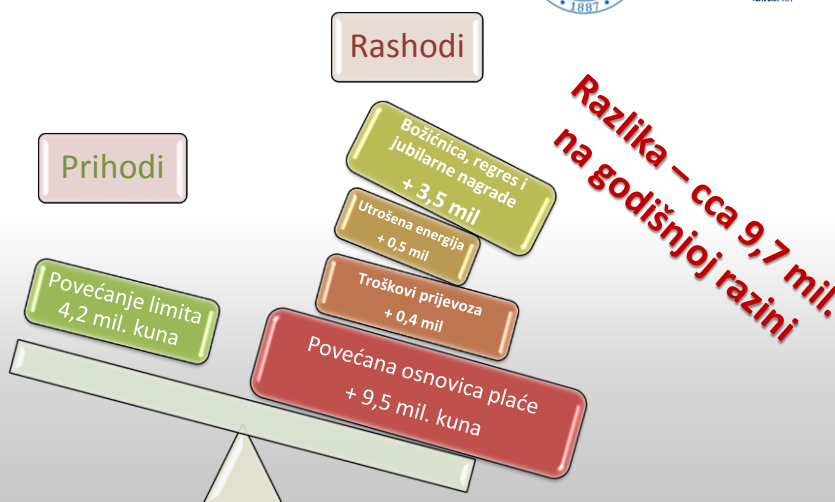 1887
Rashodi
Prihodi
Božićnica, regres i
jubilarne nagrade
+ 3,5 mil
Utrošena energija
+ 0,5 mil
Troškovi prijevoza
+ 0,4 mil
Povećana osnovica plaće
+ 9,5 mil. kuna
Povećanje limita
4,2 mil. kuna
Razlika – cca 9,7 mil.
na godišnjoj razini